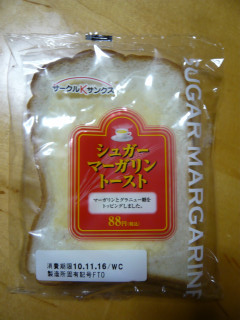 サークルKサンクス
シュガー
マーガリン
トースト
マーガリンとグラニュー糖を
トッピングしました。
88円(税込)
SUGAR MARGARINE
消費期限10.11.16/WC
製造所固有記号FTO